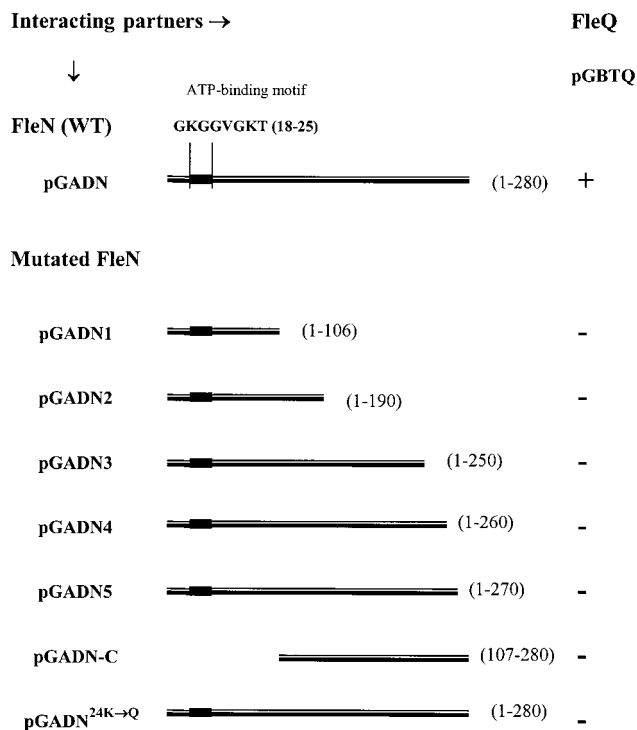 Interacting partners → FleQ
↓ pGBTQ
ATP-binding motif
FleN (WT) GKGGVGKT (18-25)
pGADN (1-280) +
Mutated FleN
pGADN1 (1-106) -
pGADN2 (1-190) -
pGADN3 (1-250) -
pGADN4 (1-260) -
pGADN5 (1-270) -
pGADN-C (107-280) -
pGADN24K→Q (1-280) -